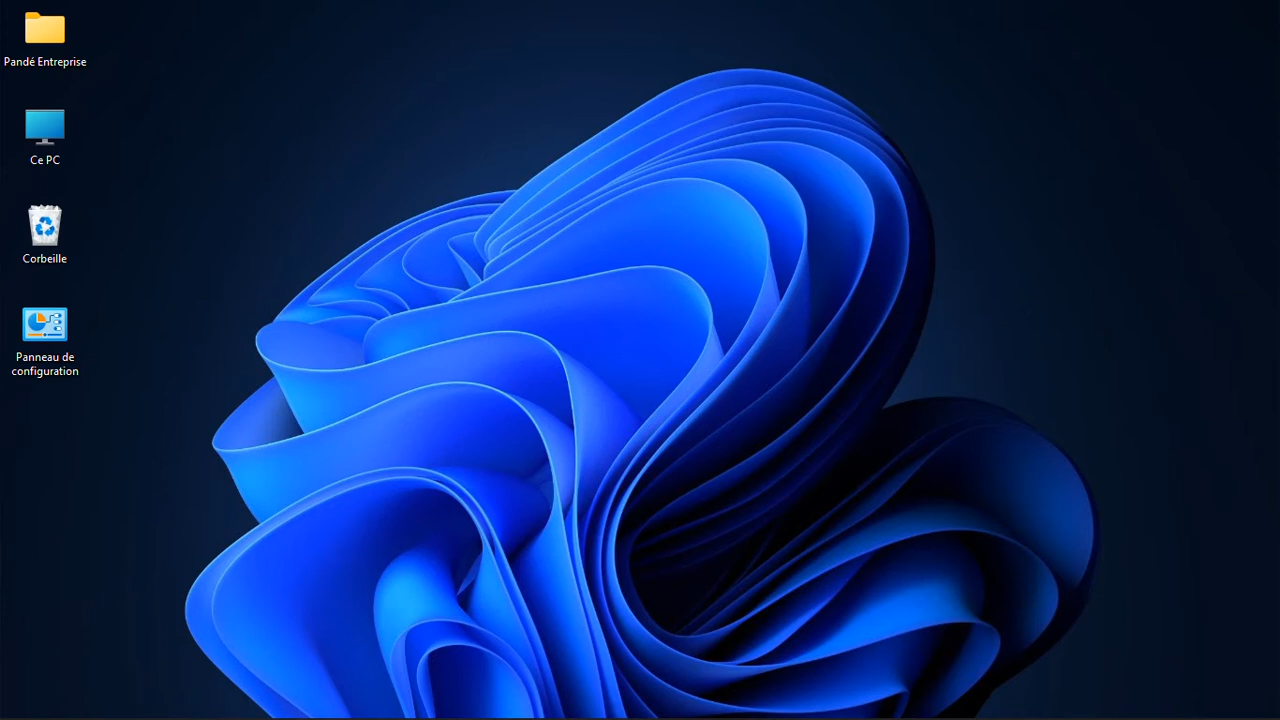 Pandé Entreprise
Ce PC
Corbeille
Panneau de
configuration